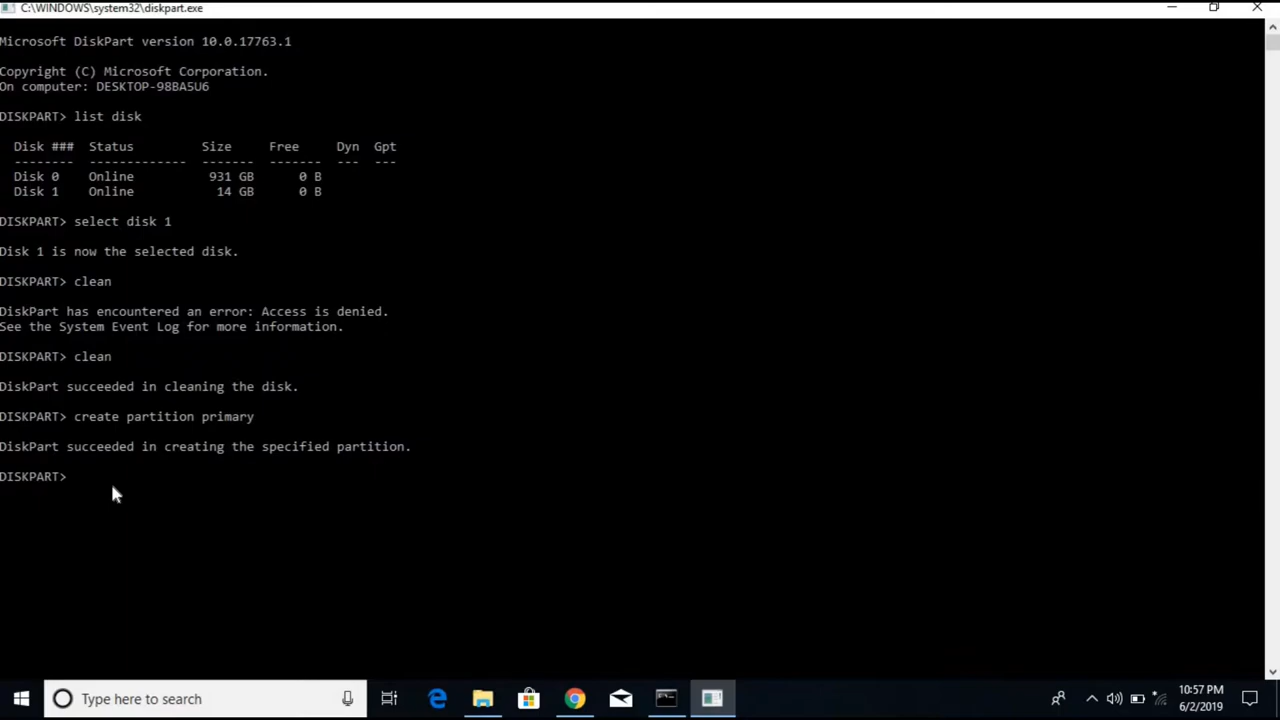 C:\WINDOWS\system32\diskpart.exe
Microsoft DiskPart version 10.0.17763.1
Copyright (C) Microsoft Corporation.
On computer: DESKTOP-98BA5U6
DISKPART> list disk
Disk ### Status Size Free Dyn Gpt
-------- ------------- ------- ------- --- ---
Disk 0 Online 931 GB 0 B
Disk 1 Online 14 GB 0 B
DISKPART> select disk 1
Disk 1 is now the selected disk.
DISKPART> clean
DiskPart has encountered an error: Access is denied.
See the System Event Log for more information.
DISKPART> clean
DiskPart succeeded in cleaning the disk.
DISKPART> create partition primary
DiskPart succeeded in creating the specified partition.
DISKPART>
Type here to search
10:57 PM
6/2/2019